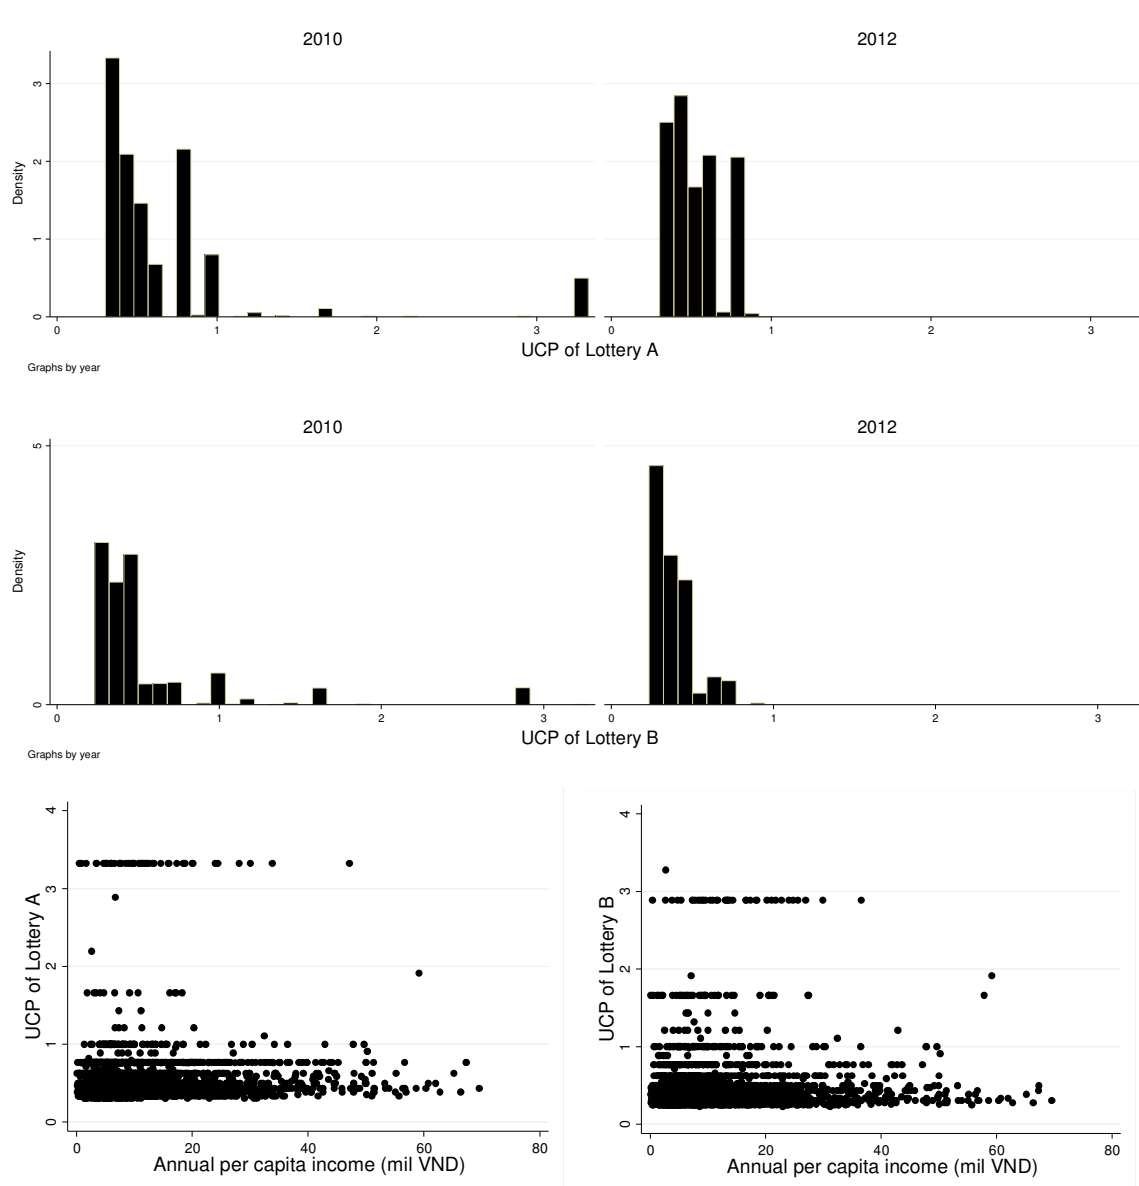 2010 2012
Density
3
2
1
0
0 1 2 3 0 1 2 3
UCP of Lottery A
Graphs by year
2010 2012
Density
5
0
0 1 2 3 0 1 2 3
UCP of Lottery B
Graphs by year
UCP of Lottery A
4
3
2
1
0
0 20 40 60 80
Annual per capita income (mil VND)
UCP of Lottery B
4
3
2
1
0
0 20 40 60 80
Annual per capita income (mil VND)